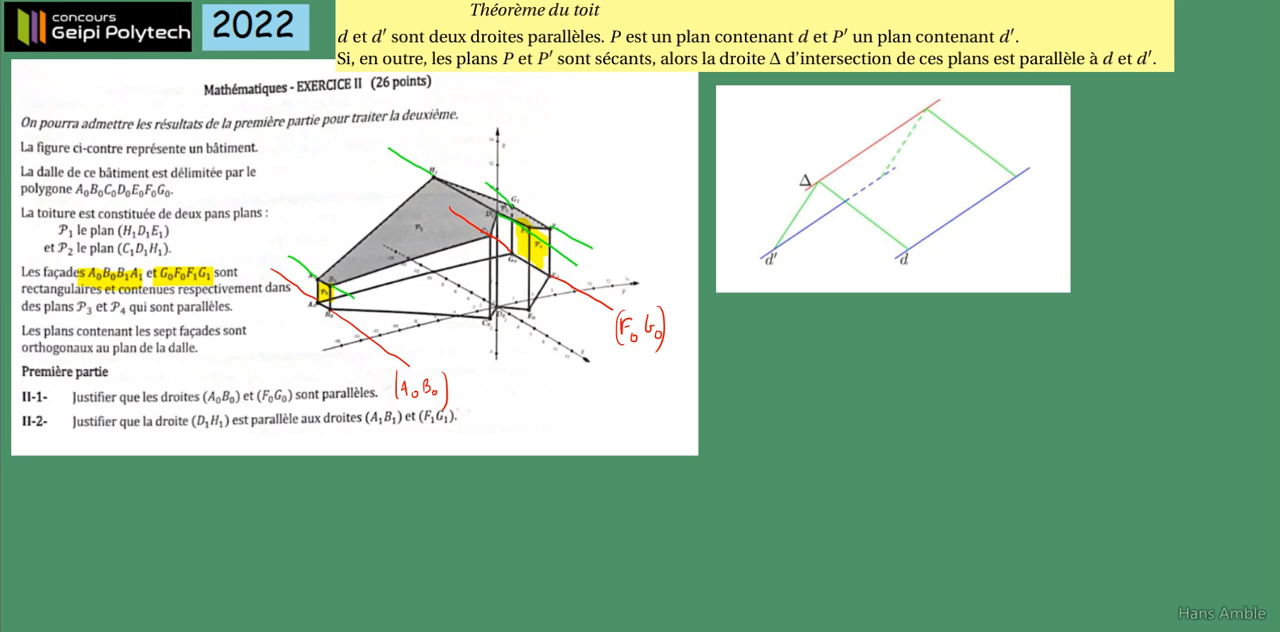 concours
Geipi Polytech
2022
Théorème du toit
d et d' sont deux droites parallèles. P est un plan contenant d et P' un plan contenant d'.
Si, en outre, les plans P et P' sont sécants, alors la droite Δ d'intersection de ces plans est parallèle à d et d'.
Mathématiques - EXERCICE II (26 points)
On pourra admettre les résultats de la première partie pour traiter la deuxième.
La figure ci-contre représente un bâtiment.
La dalle de ce bâtiment est délimitée par le
polygone A₀B₀C₀D₀E₀F₀G₀.
La toiture est constituée de deux pans plans :
𝒫₁ le plan (H₁D₁E₁)
et 𝒫₂ le plan (C₁D₁H₁).
Les façades A₀B₀B₁A₁ et G₀F₀F₁G₁ sont
rectangulaires et contenues respectivement dans
des plans 𝒫₃ et 𝒫₄ qui sont parallèles.
Les plans contenant les sept façades sont
orthogonaux au plan de la dalle.
Première partie
II-1- Justifier que les droites (A₀B₀) et (F₀G₀) sont parallèles.
II-2- Justifier que la droite (D₁H₁) est parallèle aux droites (A₁B₁) et (F₁G₁).
(F₀ G₀)
(A₀ B₀)
Δ
d'
d
Hans Amble